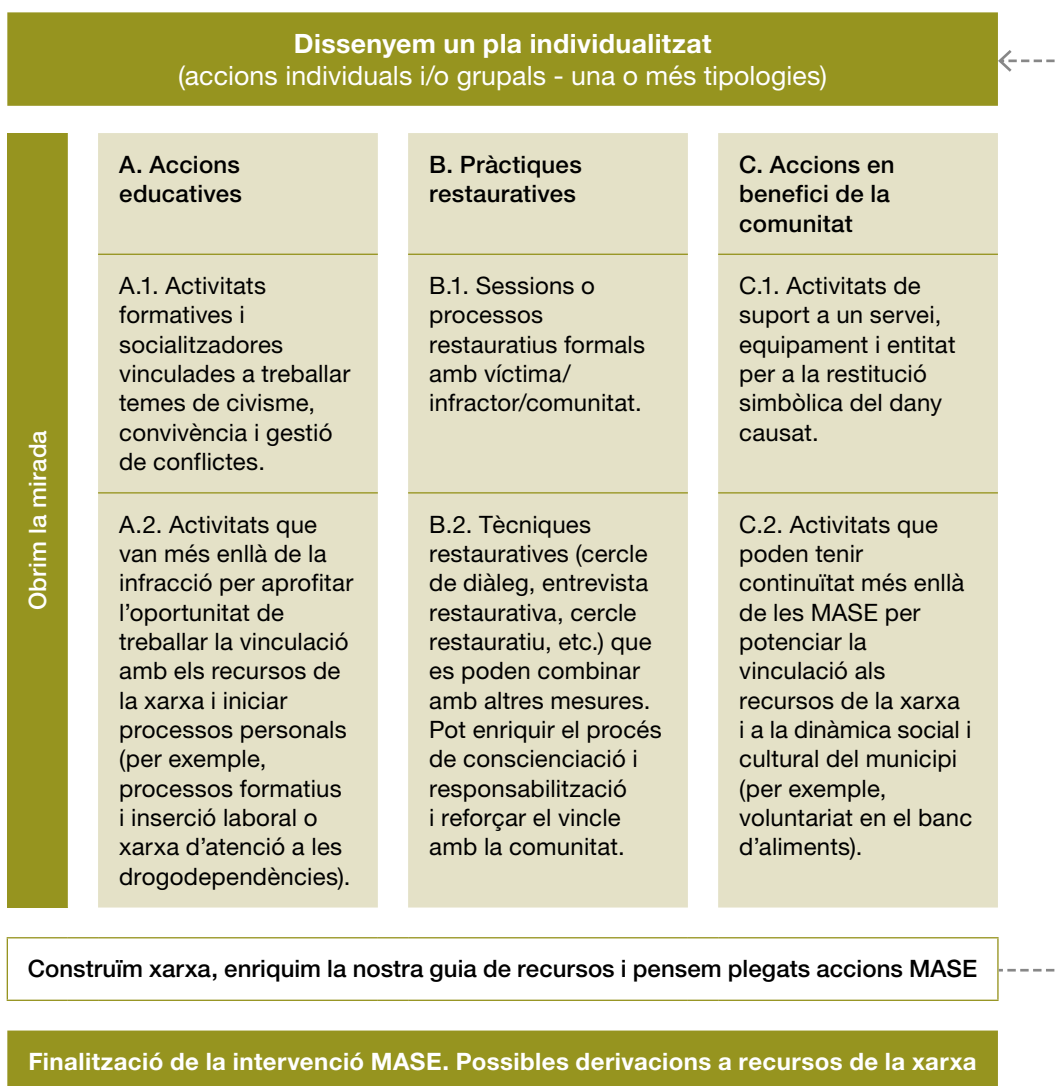 Dissenyem un pla individualitzat
(accions individuals i/o grupals - una o més tipologies)
Obrim la mirada
A. Accions
educatives
A.1. Activitats
formatives i
socialitzadores
vinculades a treballar
temes de civisme,
convivència i gestió
de conflictes.
A.2. Activitats que
van més enllà de la
infracció per aprofitar
l’oportunitat de
treballar la vinculació
amb els recursos de
la xarxa i iniciar
processos personals
(per exemple,
processos formatius
i inserció laboral o
xarxa d’atenció a les
drogodependències).
B. Pràctiques
restauratives
B.1. Sessions o
processos
restauratius formals
amb víctima/
infractor/comunitat.
B.2. Tècniques
restauratives (cercle
de diàleg, entrevista
restaurativa, cercle
restauratiu, etc.) que
es poden combinar
amb altres mesures.
Pot enriquir el procés
de conscienciació i
responsabilització
i reforçar el vincle
amb la comunitat.
C. Accions en
benefici de la
comunitat
C.1. Activitats de
suport a un servei,
equipament i entitat
per a la restitució
simbòlica del dany
causat.
C.2. Activitats que
poden tenir
continuïtat més enllà
de les MASE per
potenciar la
vinculació als
recursos de la xarxa
i a la dinàmica social i
cultural del municipi
(per exemple,
voluntariat en el banc
d’aliments).
Construïm xarxa, enriquim la nostra guia de recursos i pensem plegats accions MASE
Finalització de la intervenció MASE. Possibles derivacions a recursos de la xarxa